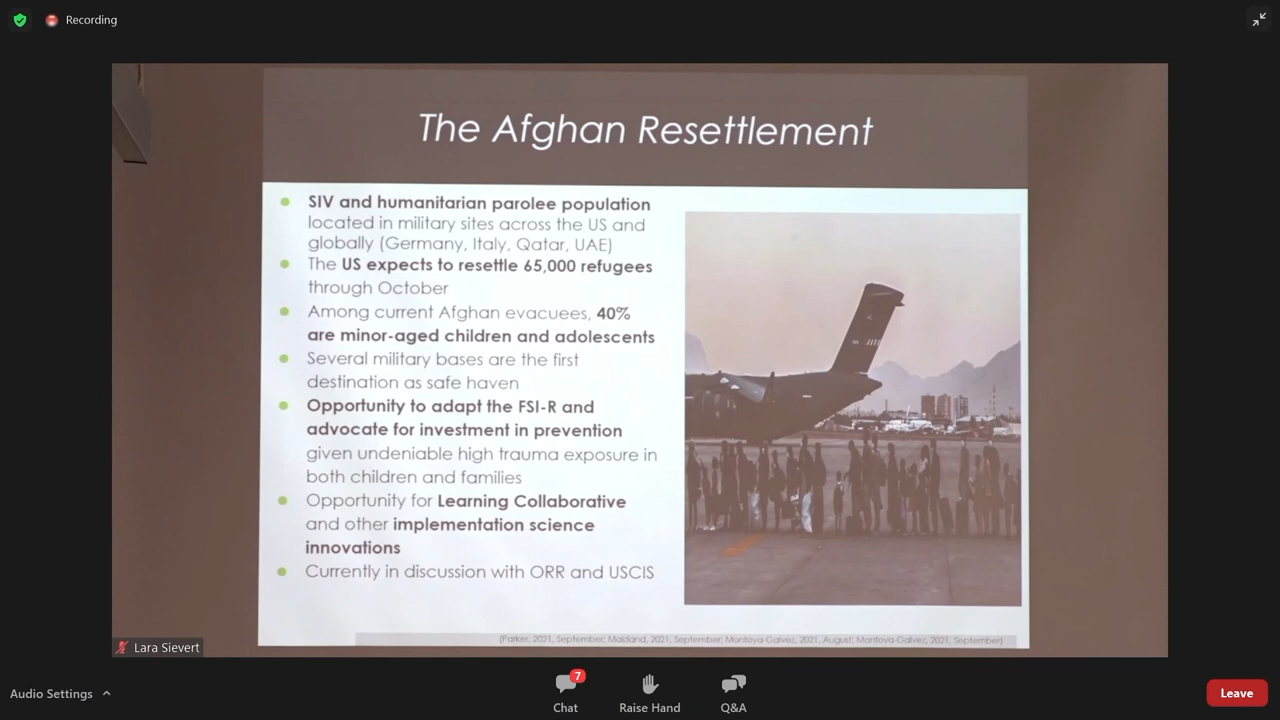 Recording
The Afghan Resettlement
SIV and humanitarian parolee population
located in military sites across the US and
globally (Germany, Italy, Qatar, UAE)
The US expects to resettle 65,000 refugees
through October
Among current Afghan evacuees, 40%
are minor-aged children and adolescents
Several military bases are the first
destination as safe haven
Opportunity to adapt the FSI-R and
advocate for investment in prevention
given undeniable high trauma exposure in
both children and families
Opportunity for Learning Collaborative
and other implementation science
innovations
Currently in discussion with ORR and USCIS
(Parker, 2021, September; Maizland, 2021, September; Montoya-Galvez, 2021, August; Montoya-Galvez, 2021, September)
Lara Sievert
Audio Settings
7
Chat
Raise Hand
Q&A
Leave